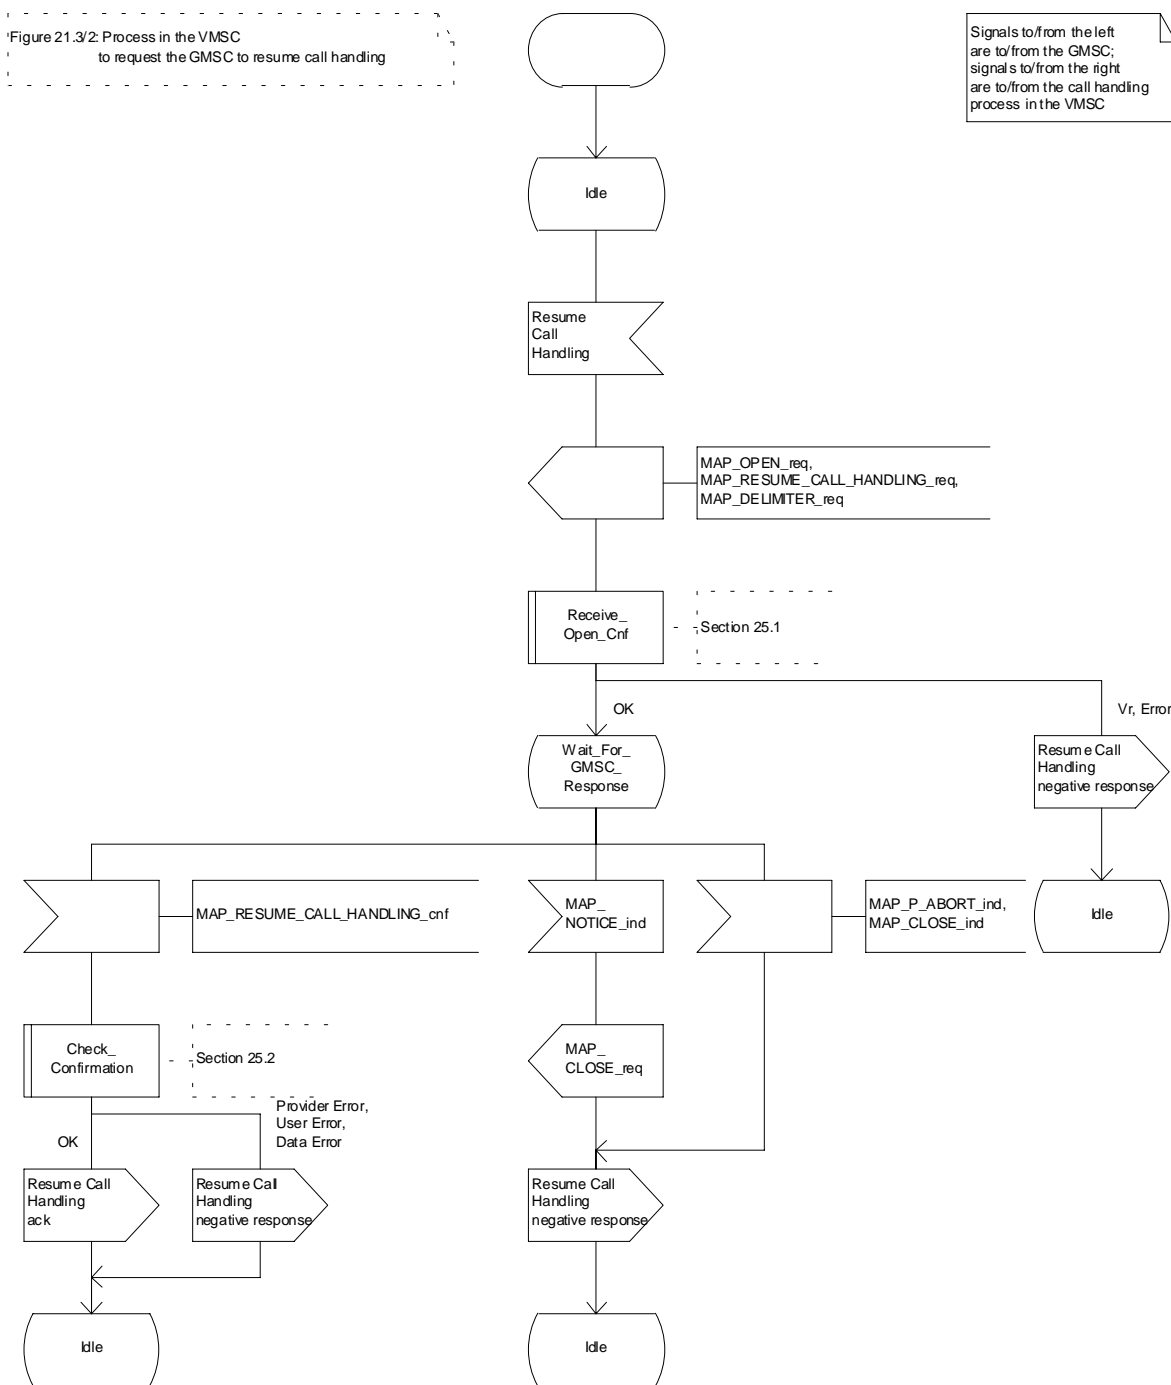 Figure 21.3/2: Process in the VMSC
to request the GMSC to resume call handling
Signals to/from the left
are to/from the GMSC;
signals to/from the right
are to/from the call handling
process in the VMSC
Idle
Resume
Call
Handling
MAP_OPEN_req,
MAP_RESUME_CALL_HANDLING_req,
MAP_DELIMITER_req
Receive_
Open_Cnf
Section 25.1
OK
Vr, Error
Wait_For_
GMSC_
Response
Resume Call
Handling
negative response
MAP_RESUME_CALL_HANDLING_cnf
MAP_
NOTICE_ind
MAP_P_ABORT_ind,
MAP_CLOSE_ind
Idle
Check_
Confirmation
Section 25.2
MAP_
CLOSE_req
Provider Error,
User Error,
Data Error
OK
Resume Call
Handling
ack
Resume Call
Handling
negative response
Resume Call
Handling
negative response
Idle
Idle